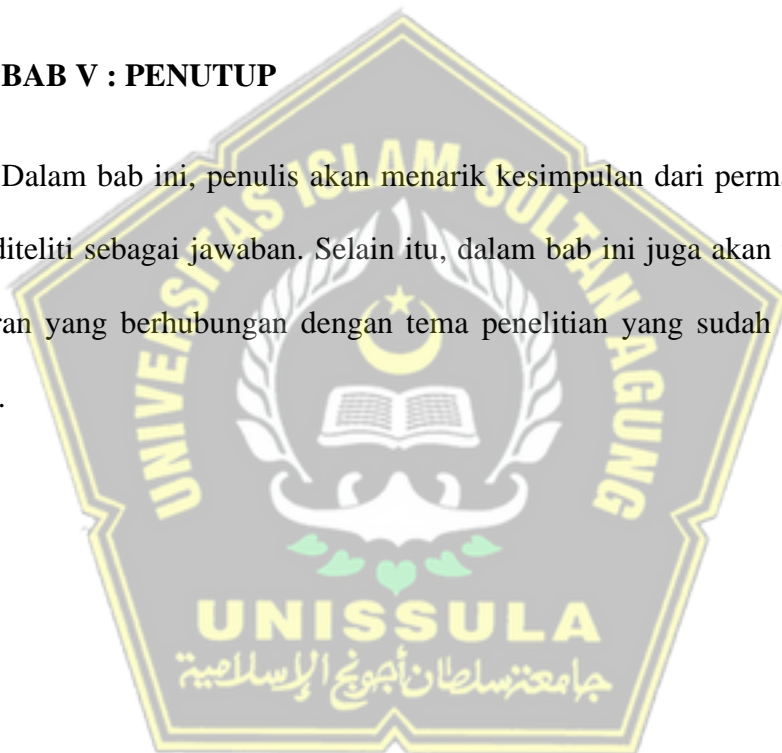 BAB V : PENUTUP
Dalam bab ini, penulis akan menarik kesimpulan dari perma
diteliti sebagai jawaban. Selain itu, dalam bab ini juga akan
ran yang berhubungan dengan tema penelitian yang sudah
.
UNIVERSITAS ISLAM SULTAN AGUNG
UNISSULA
جامعة سلطان أجونج الإسلامية